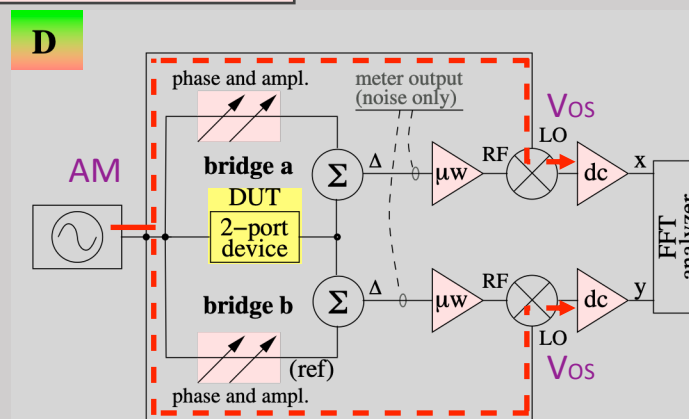 D
phase and ampl.
meter output
(noise only)
VOS
LO
AM
bridge a
Σ
Δ
μw
RF
dc
x
DUT
2-port
device
FFT
analyzer
bridge b
Σ
Δ
μw
RF
dc
y
LO
(ref)
VOS
phase and ampl.